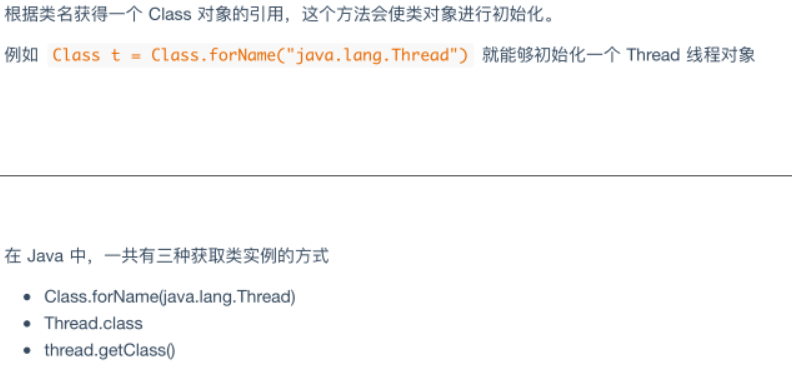 根据类名获得一个 Class 对象的引用，这个方法会使类对象进行初始化。
例如 Class t = Class.forName("java.lang.Thread") 就能够初始化一个 Thread 线程对象
在 Java 中，一共有三种获取类实例的方式
• Class.forName(java.lang.Thread)
• Thread.class
• thread.getClass()